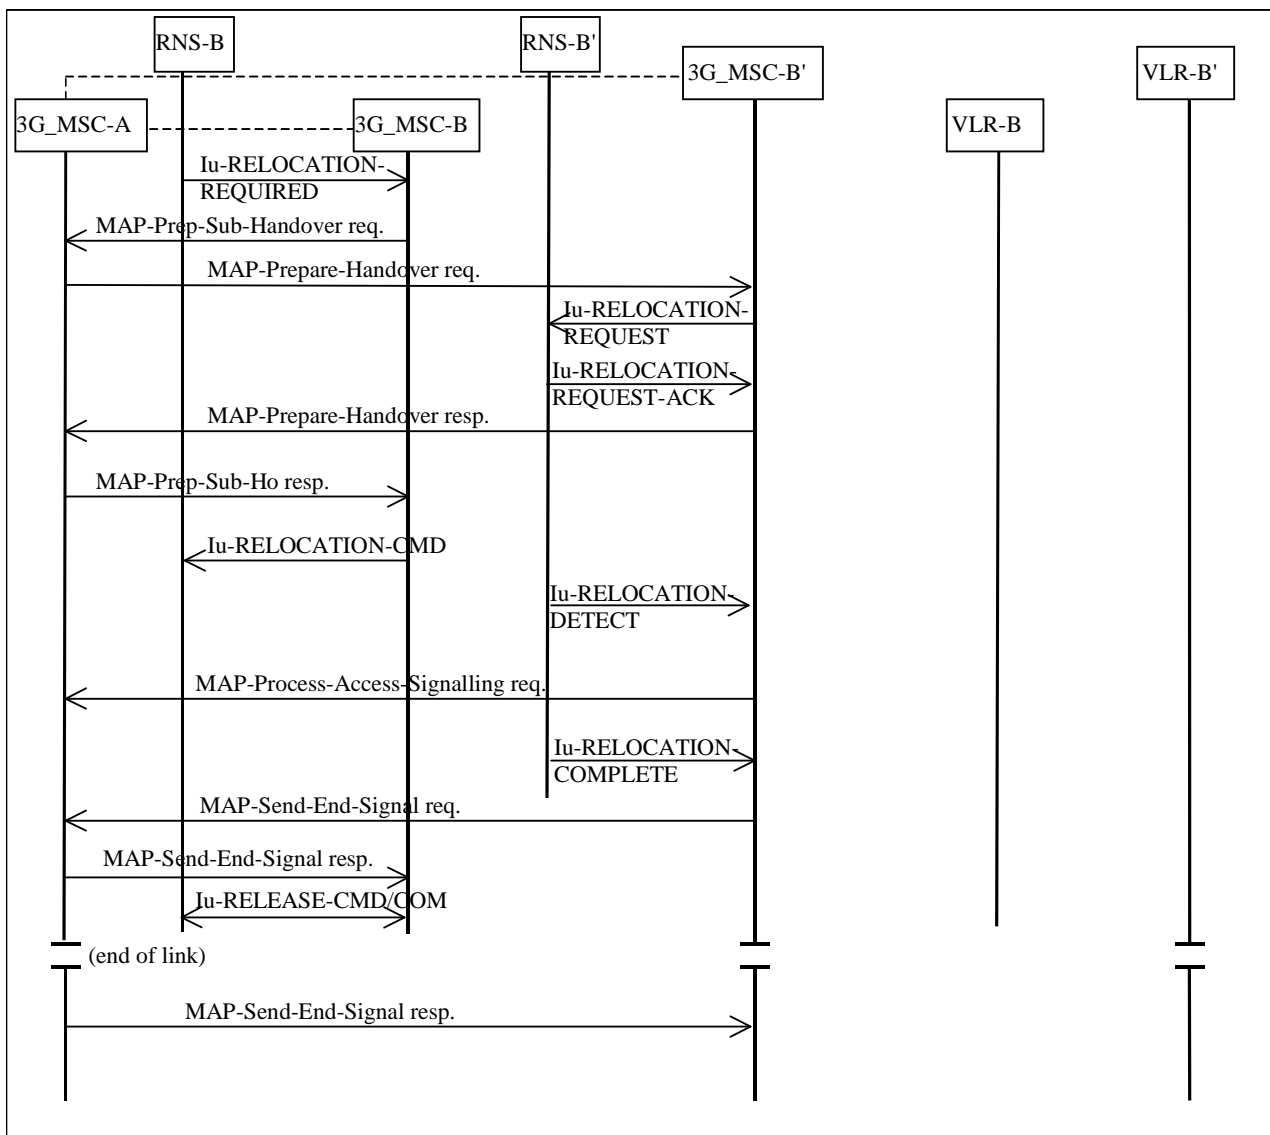 RNS-B
RNS-B'
3G_MSC-B'
VLR-B'
3G_MSC-A
3G_MSC-B
VLR-B
Iu-RELOCATION-
REQUIRED
MAP-Prep-Sub-Handover req.
MAP-Prepare-Handover req.
Iu-RELOCATION-
REQUEST
Iu-RELOCATION-
REQUEST-ACK
MAP-Prepare-Handover resp.
MAP-Prep-Sub-Ho resp.
Iu-RELOCATION-CMD
Iu-RELOCATION-
DETECT
MAP-Process-Access-Signalling req.
Iu-RELOCATION-
COMPLETE
MAP-Send-End-Signal req.
MAP-Send-End-Signal resp.
Iu-RELEASE-CMD/COM
(end of link)
MAP-Send-End-Signal resp.